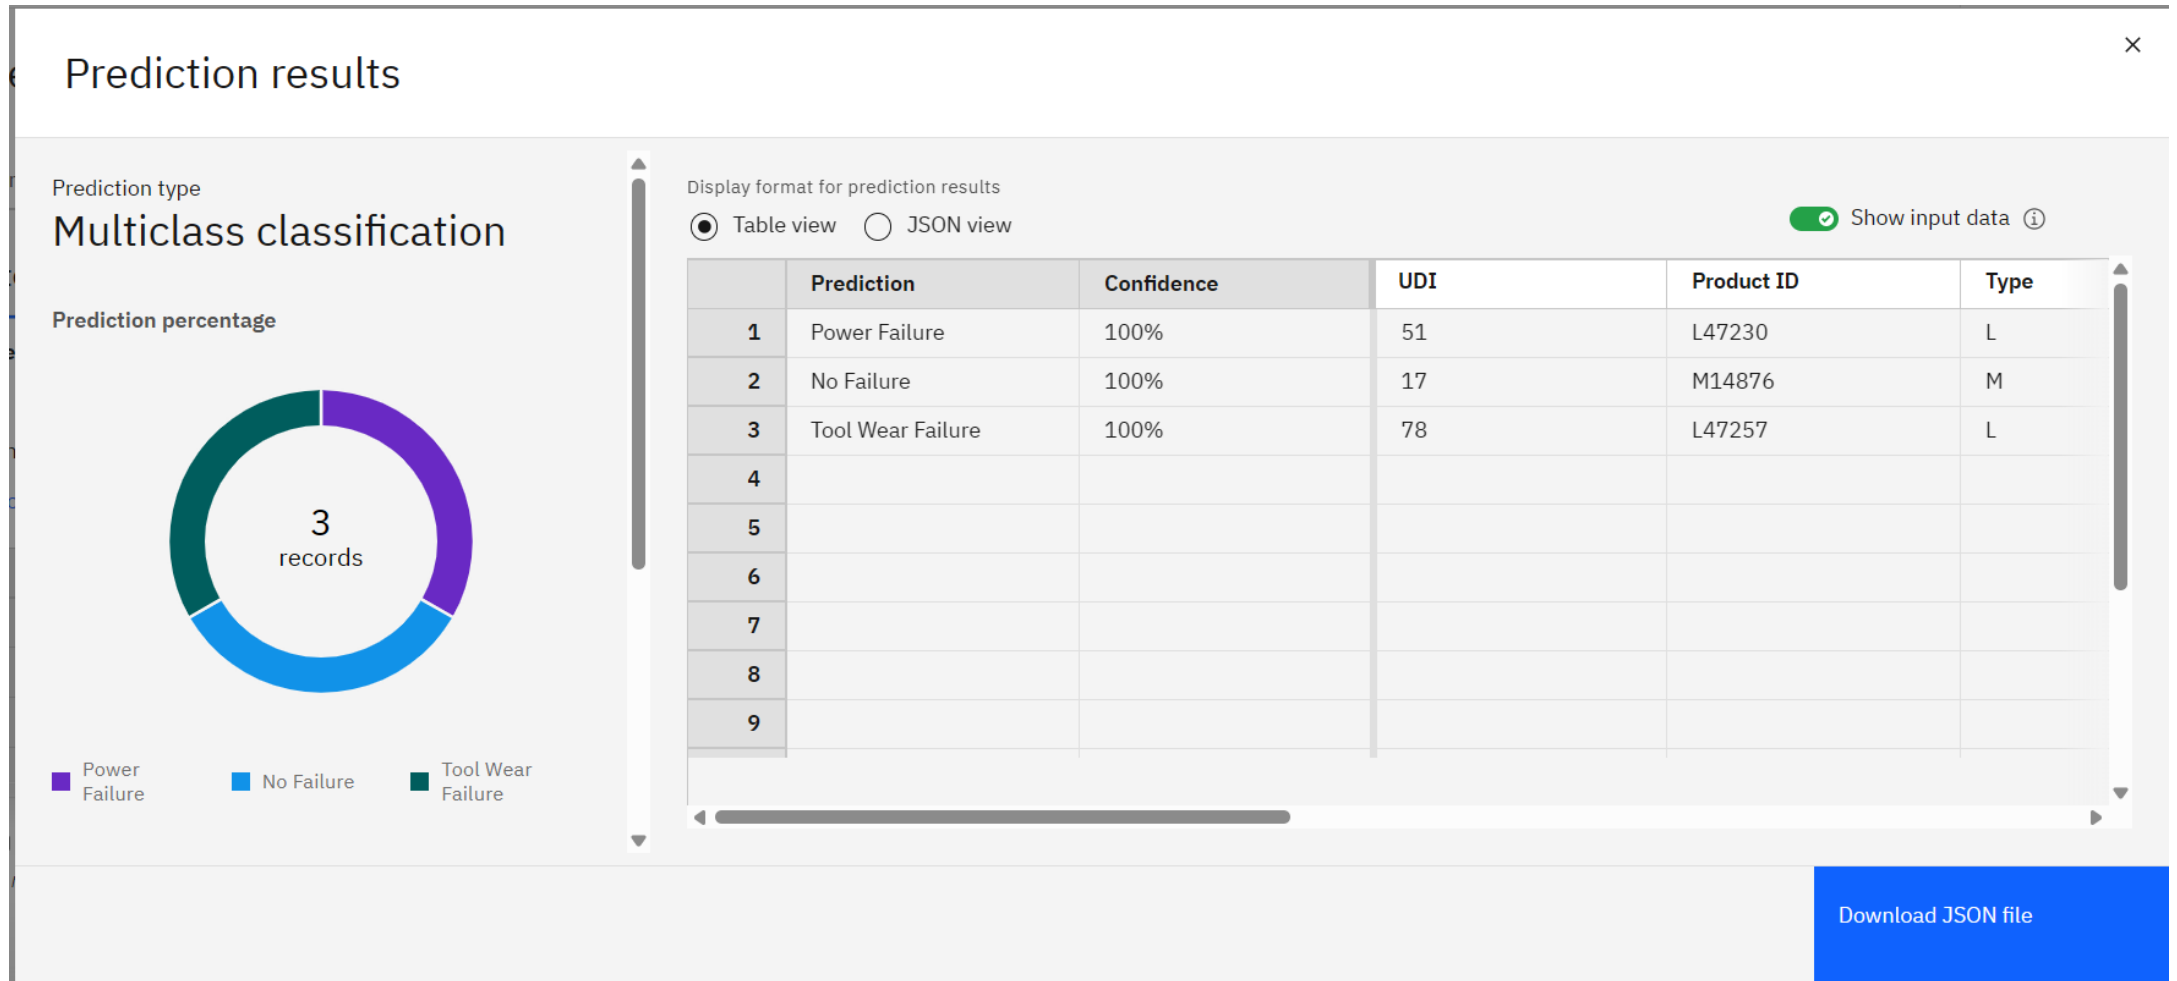 Prediction results
Prediction type
Multiclass classification
Prediction percentage
3
records
Power Failure
No Failure
Tool Wear Failure
Display format for prediction results
Table view JSON view
Show input data
Prediction Confidence UDI Product ID Type
1 Power Failure 100% 51 L47230 L
2 No Failure 100% 17 M14876 M
3 Tool Wear Failure 100% 78 L47257 L
4
5
6
7
8
9
Download JSON file